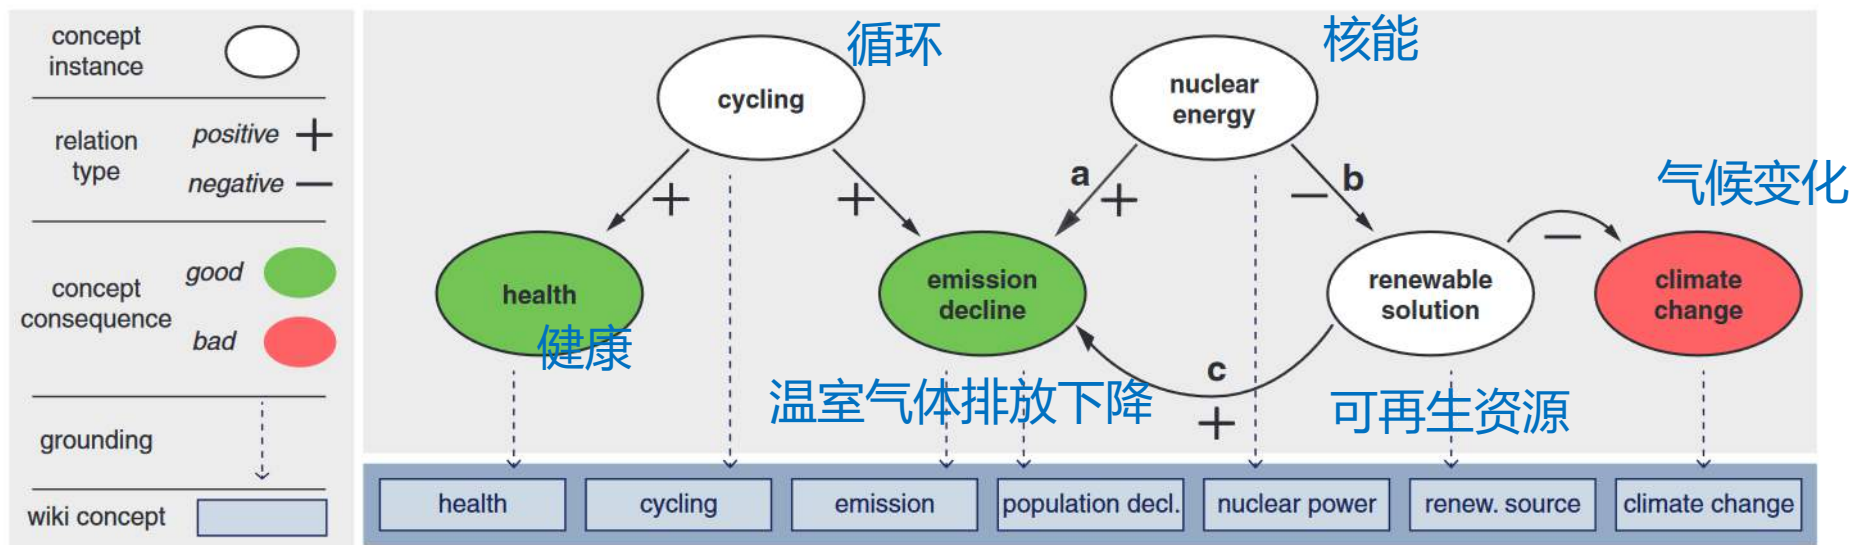 concept
instance
relation
type
positive +
negative —
concept
consequence
good
bad
grounding
wiki concept
循环
核能
cycling
nuclear
energy
a
b
+
+
+
—
气候变化
—
health
emission
decline
renewable
solution
climate
change
健康
温室气体排放下降
c
+
可再生资源
health
cycling
emission
population decl.
nuclear power
renew. source
climate change